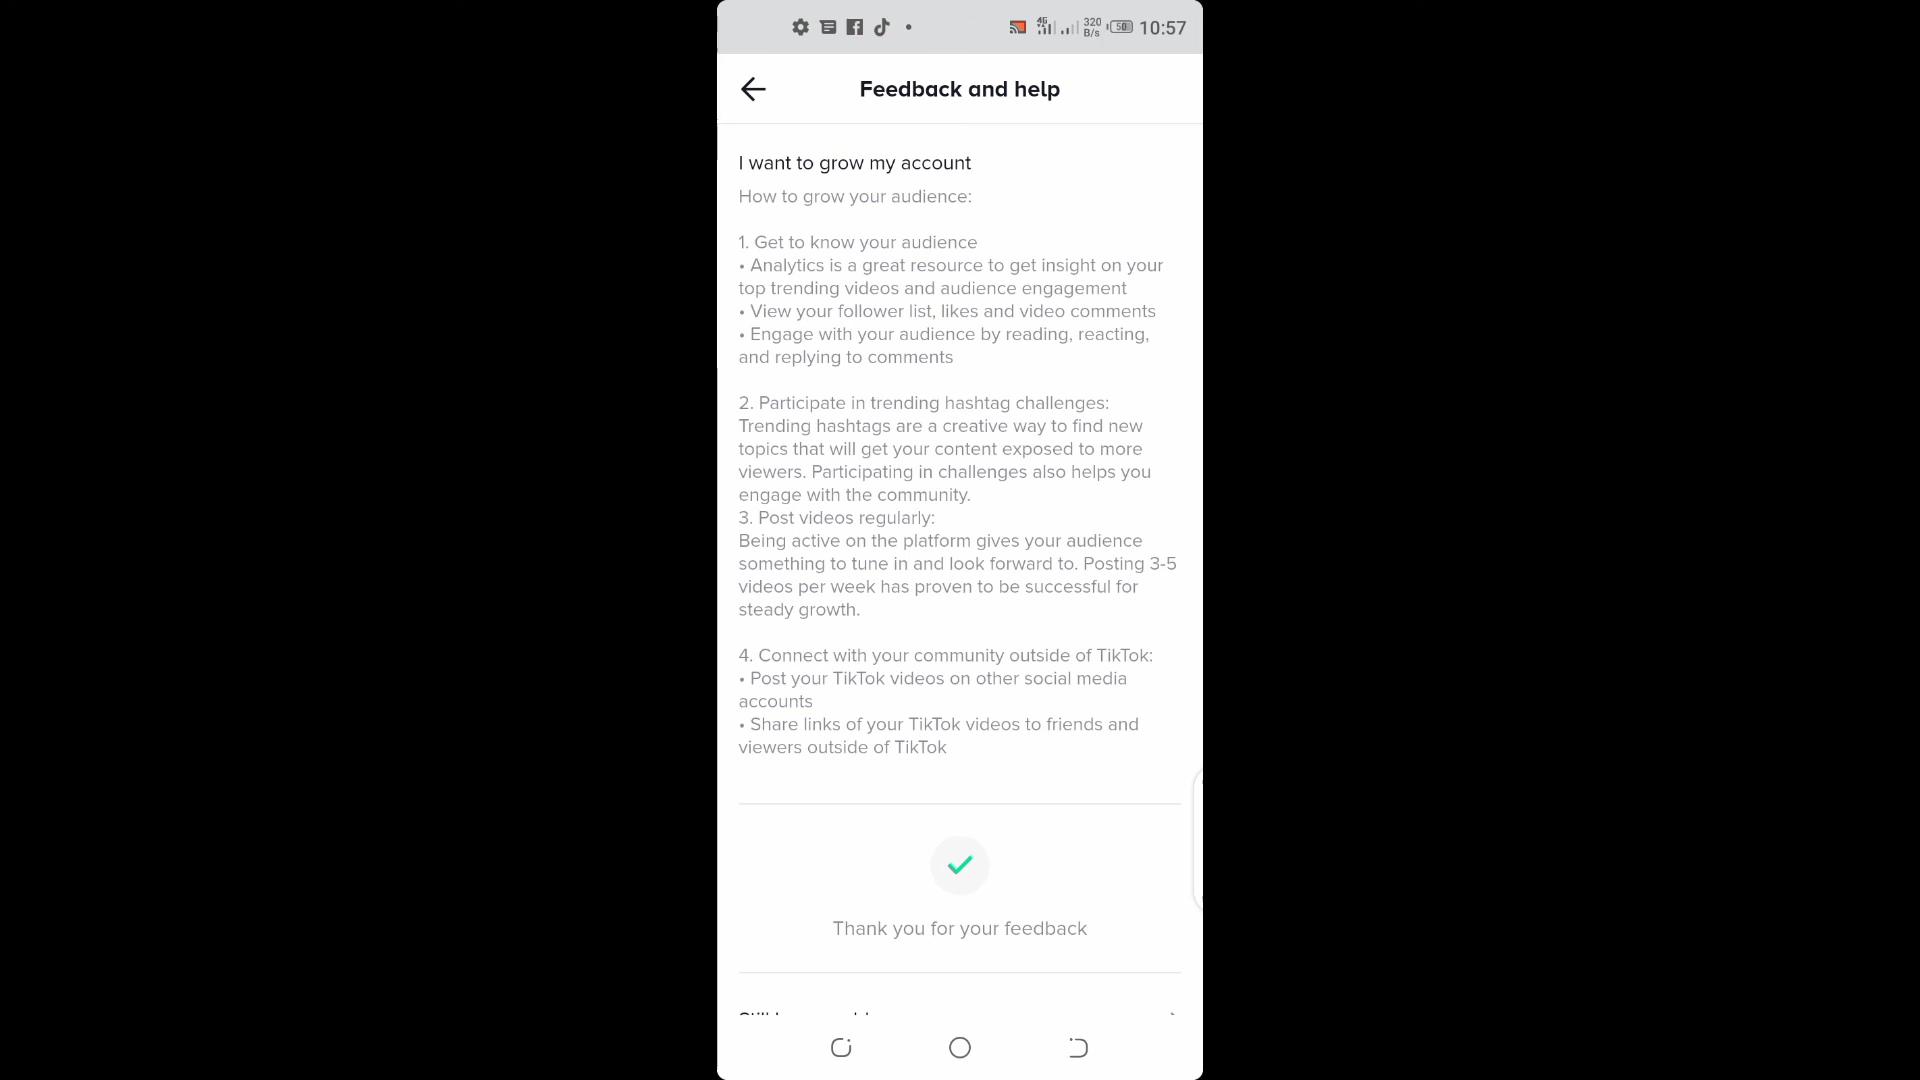 320
B/s
50
10:57
Feedback and help
I want to grow my account
How to grow your audience:
1. Get to know your audience
• Analytics is a great resource to get insight on your
top trending videos and audience engagement
• View your follower list, likes and video comments
• Engage with your audience by reading, reacting,
and replying to comments
2. Participate in trending hashtag challenges:
Trending hashtags are a creative way to find new
topics that will get your content exposed to more
viewers. Participating in challenges also helps you
engage with the community.
3. Post videos regularly:
Being active on the platform gives your audience
something to tune in and look forward to. Posting 3-5
videos per week has proven to be successful for
steady growth.
4. Connect with your community outside of TikTok:
• Post your TikTok videos on other social media
accounts
• Share links of your TikTok videos to friends and
viewers outside of TikTok
Thank you for your feedback